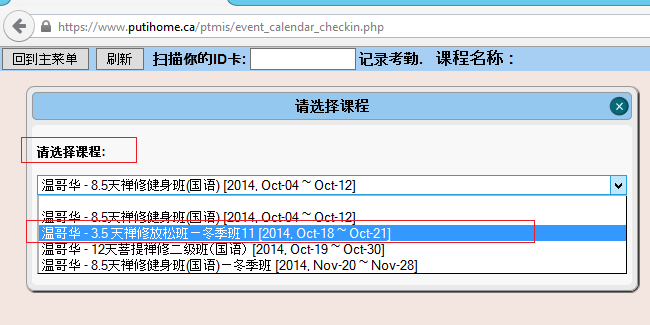 https://www.putihome.ca/ptmis/event_calendar_checkin.php
回到主菜单 刷新 扫描你的ID卡: 记录考勤. 课程名称：
请选择课程
请选择课程:
温哥华 - 8.5天禅修健身班(国语) [2014, Oct-04 ~ Oct-12]
温哥华 - 8.5天禅修健身班(国语) [2014, Oct-04 ~ Oct-12]
温哥华 - 3.5 天禅修放松班－冬季班11 [2014, Oct-18 ~ Oct-21]
温哥华 - 12天菩提禅修二级班（国语） [2014, Oct-19 ~ Oct-30]
温哥华 - 8.5天禅修健身班(国语)－冬季班 [2014, Nov-20 ~ Nov-28]